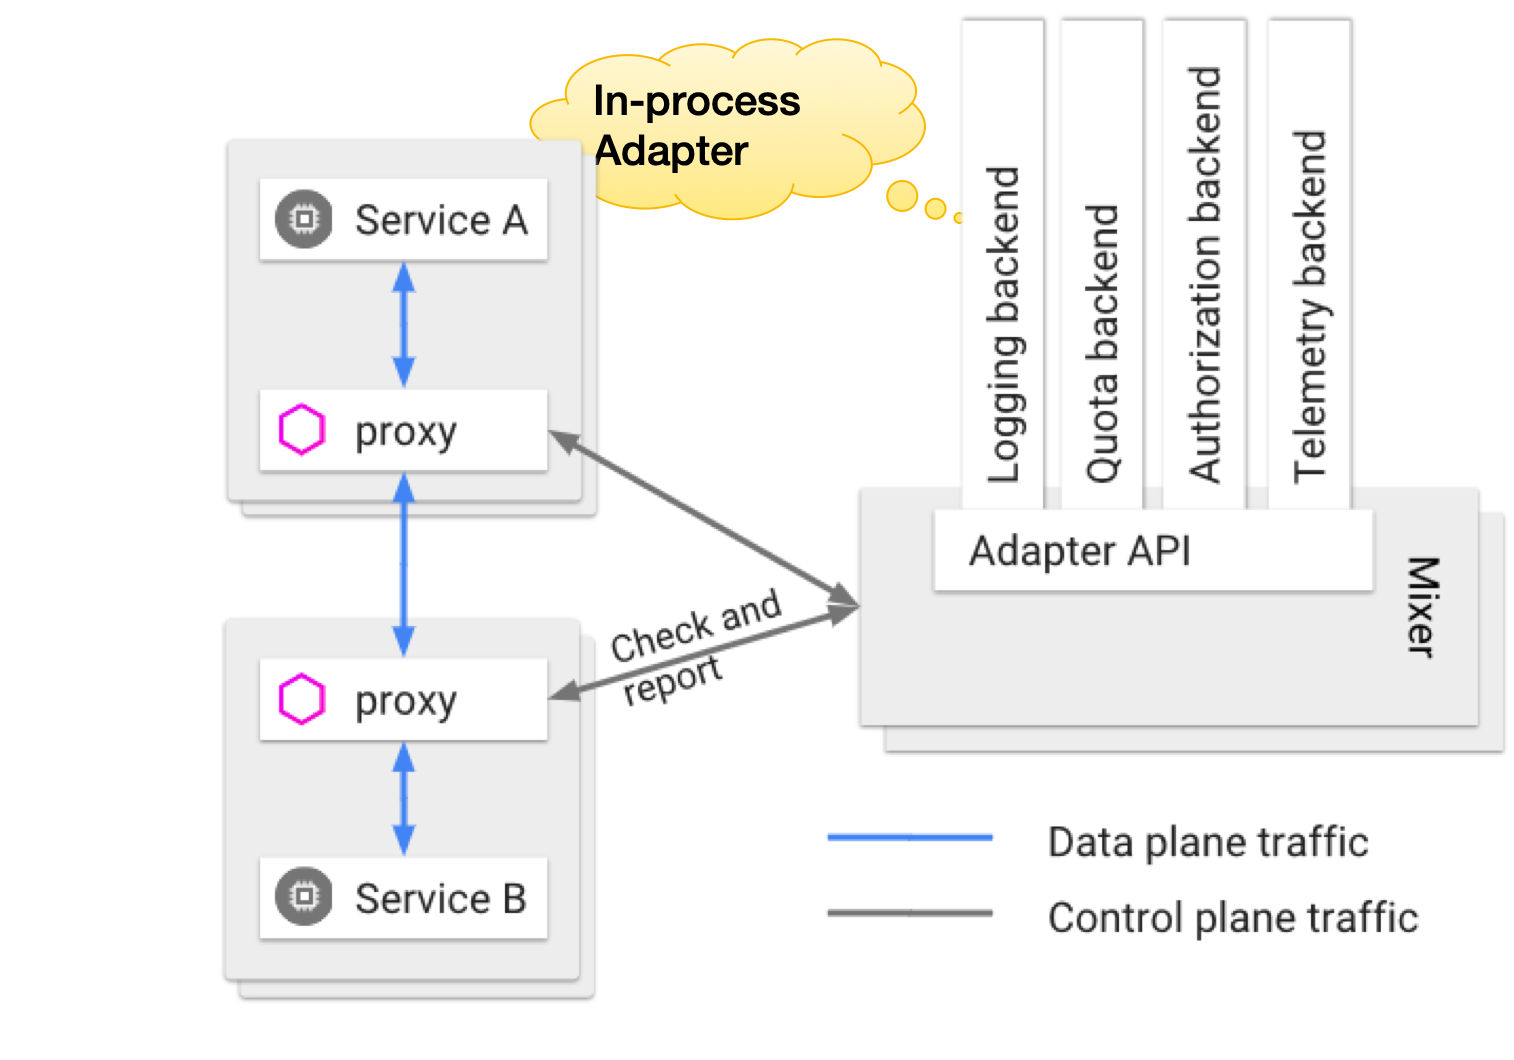 In-process
Adapter
Service A
proxy
proxy
Service B
Check and
report
Logging backend
Quota backend
Authorization backend
Telemetry backend
Adapter API
Mixer
Data plane traffic
Control plane traffic